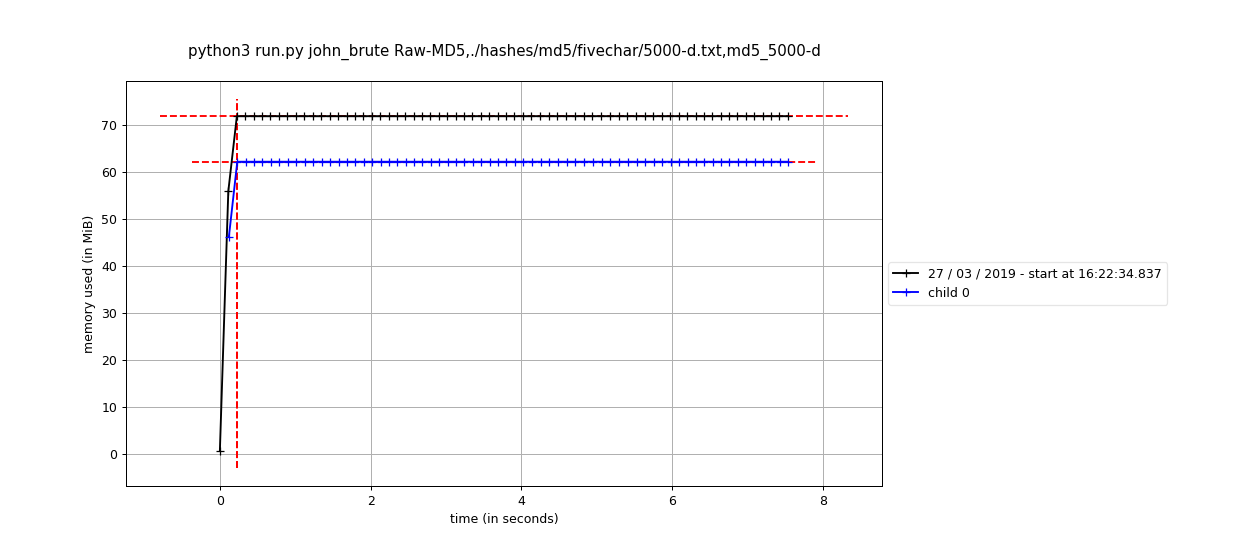 python3 run.py john_brute Raw-MD5,./hashes/md5/fivechar/5000-d.txt,md5_5000-d
70
60
50
40
30
20
10
0
memory used (in MiB)
0 2 4 6 8
time (in seconds)
27 / 03 / 2019 - start at 16:22:34.837
child 0